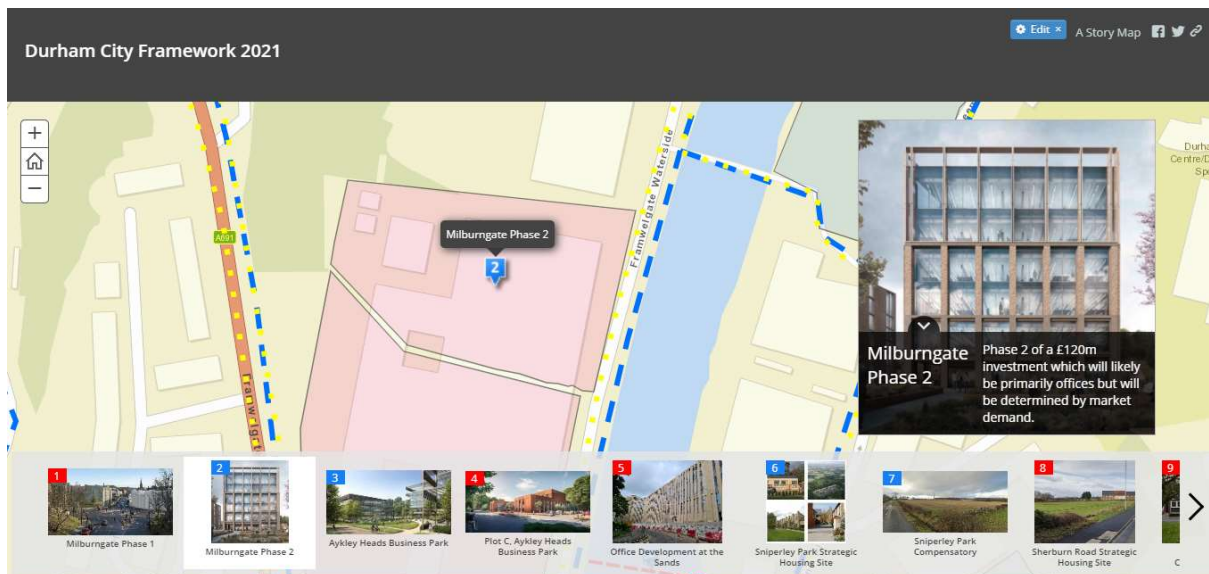 Durham City Framework 2021
Edit ×
A Story Map
+
−
A691
Framwelgate Waterside
Milburngate Phase 2
2
Milburngate
Phase 2
Phase 2 of a £120m
investment which will likely
be primarily offices but will
be determined by market
demand.
1
Milburngate Phase 1
2
Milburngate Phase 2
3
Aykley Heads Business Park
4
Plot C, Aykley Heads
Business Park
5
Office Development at the
Sands
6
Sniperley Park Strategic
Housing Site
7
Sniperley Park
Compensatory
8
Sherburn Road Strategic
Housing Site
9
C